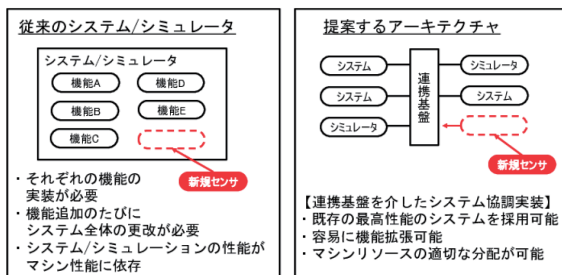 従来のシステム/シミュレータ
システム/シミュレータ
機能A
機能D
機能B
機能E
機能C
新規センサ
・それぞれの機能の
実装が必要
・機能追加のたびに
システム全体の更改が必要
・システム/シミュレーションの性能が
マシン性能に依存
提案するアーキテクチャ
システム
シミュレータ
システム
システム
シミュレータ
連携基盤
新規センサ
【連携基盤を介したシステム協調実装】
・既存の最高性能のシステムを採用可能
・容易に機能拡張可能
・マシンリソースの適切な分配が可能